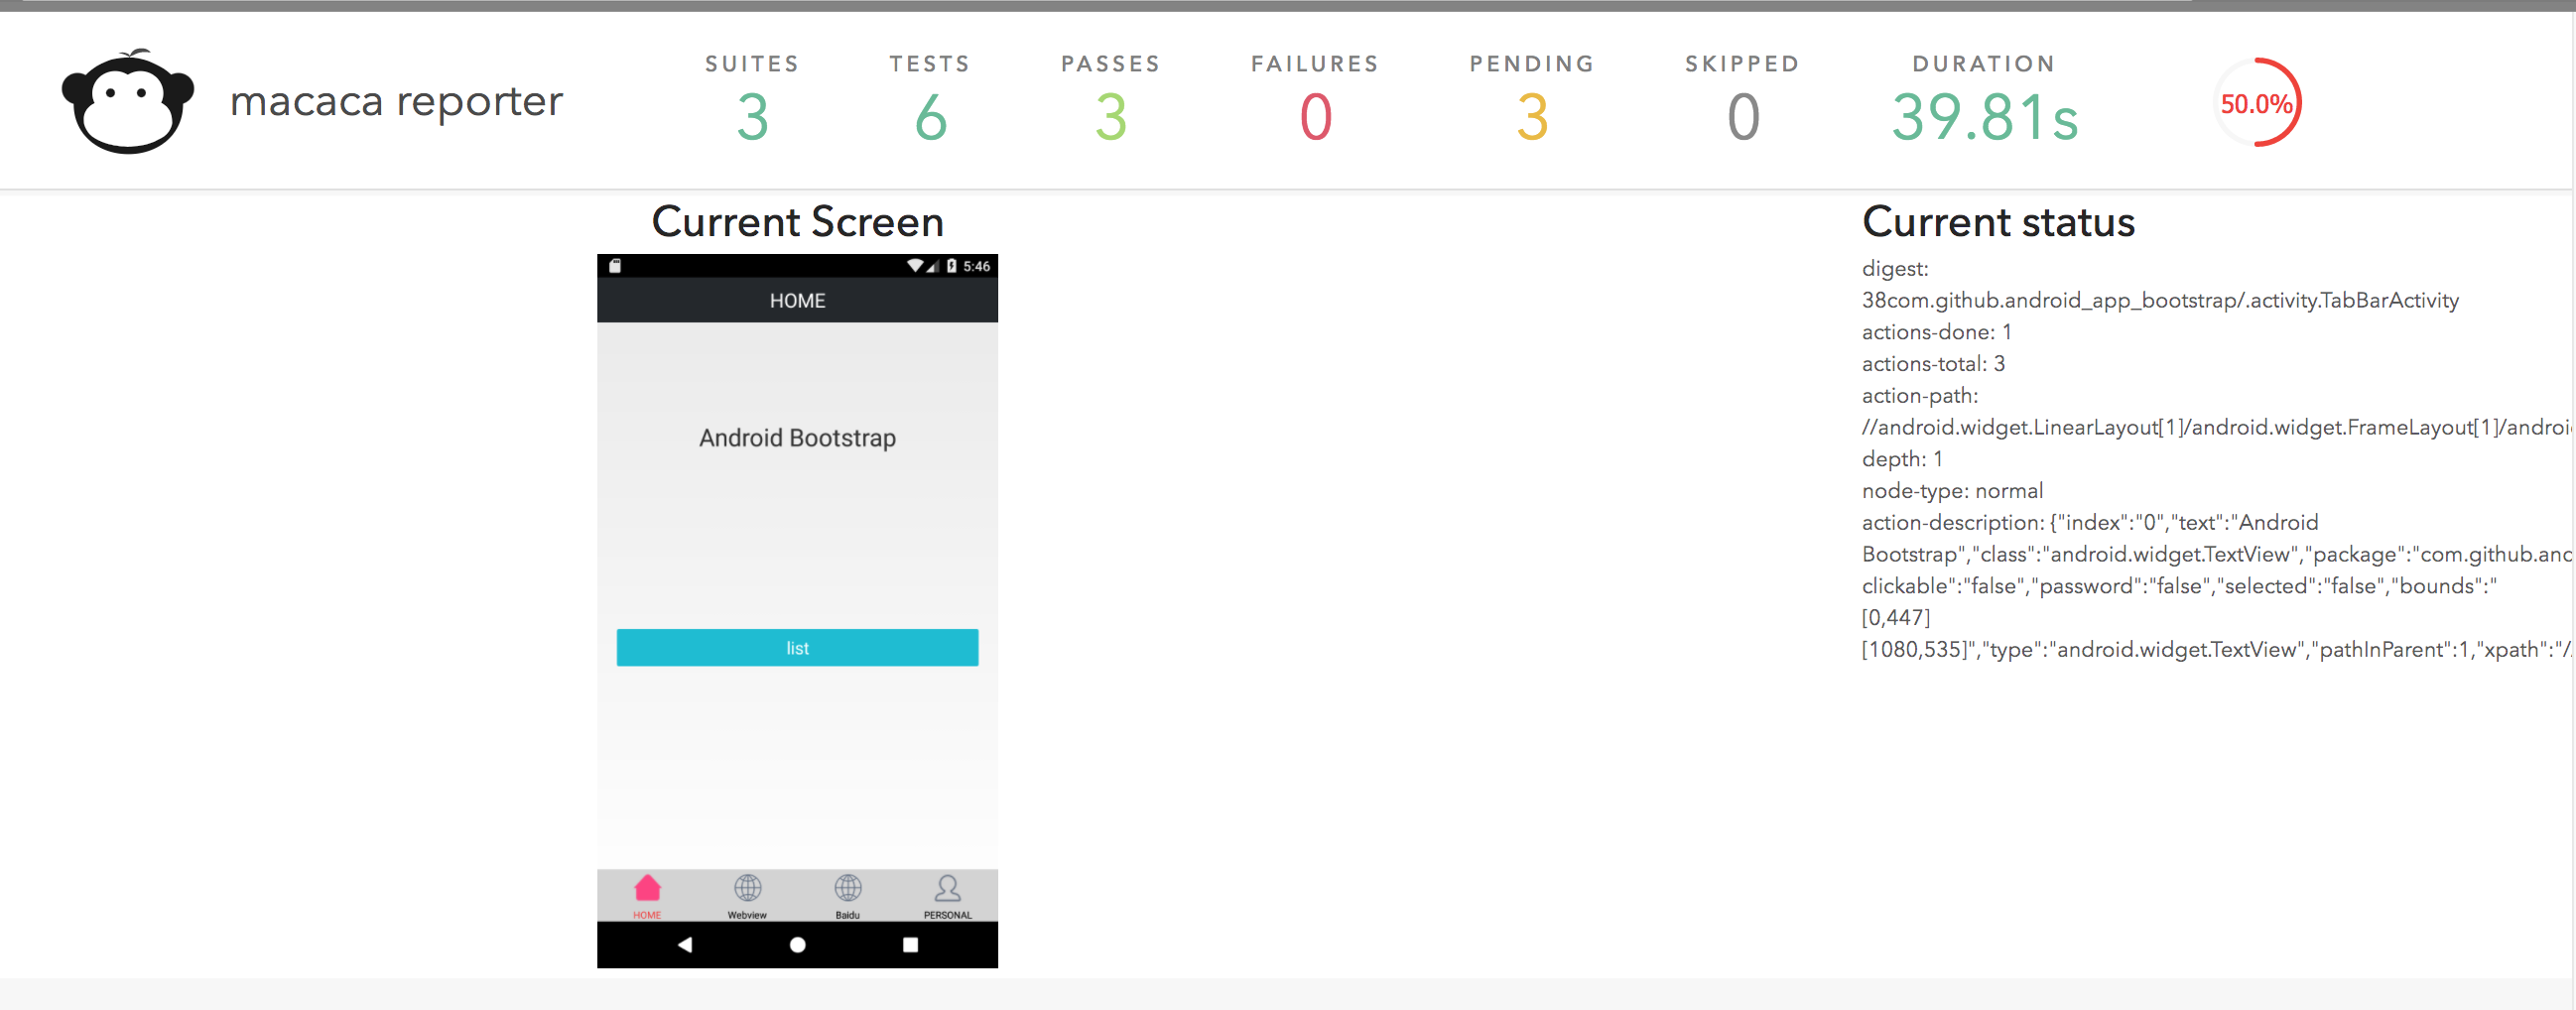 macaca reporter
SUITES
3
TESTS
6
PASSES
3
FAILURES
0
PENDING
3
SKIPPED
0
DURATION
39.81s
50.0%
Current Screen
5:46
HOME
Android Bootstrap
list
HOME
Webview
Baidu
PERSONAL
Current status
digest:
38com.github.android_app_bootstrap/.activity.TabBarActivity
actions-done: 1
actions-total: 3
action-path:
//android.widget.LinearLayout[1]/android.widget.FrameLayout[1]/androi
depth: 1
node-type: normal
action-description: {"index":"0","text":"Android
Bootstrap","class":"android.widget.TextView","package":"com.github.anc
clickable":"false","password":"false","selected":"false","bounds":"
[0,447]
[1080,535]","type":"android.widget.TextView","pathInParent":1,"xpath":"/